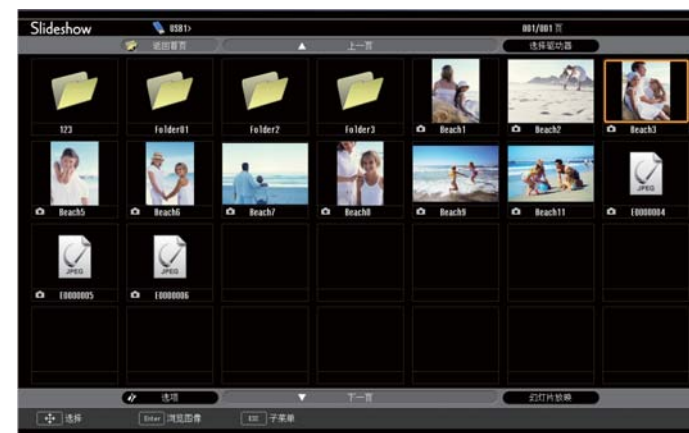 Slideshow USB1> 001/001 页
返回首页 上一页 选择驱动器
123 Folder01 Folder2 Folder3 Beach1 Beach2 Beach3
JPEG
Beach5 Beach6 Beach7 Beach8 Beach9 Beach11 E0000004
JPEG JPEG
E0000005 E0000006
选项 下一页 幻灯片放映
选择 Enter 浏览图像 ESC 子菜单